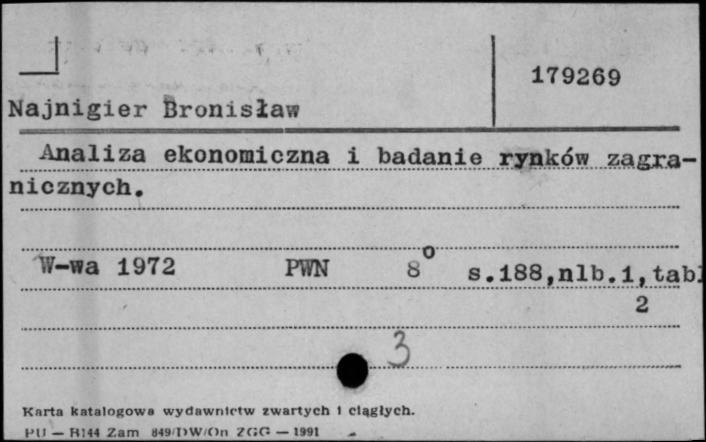 179269
Najnigier Bronisław
Analiza ekonomiczna i badanie rynków zagra-
nicznych.
W-wa 1972 PWN 8° s.188,nlb.1,tabl
2
3
Karta katalogowa wydawnictw zwartych i ciągłych.
PU — R144 Zam 849/DW/On ZGG — 1991